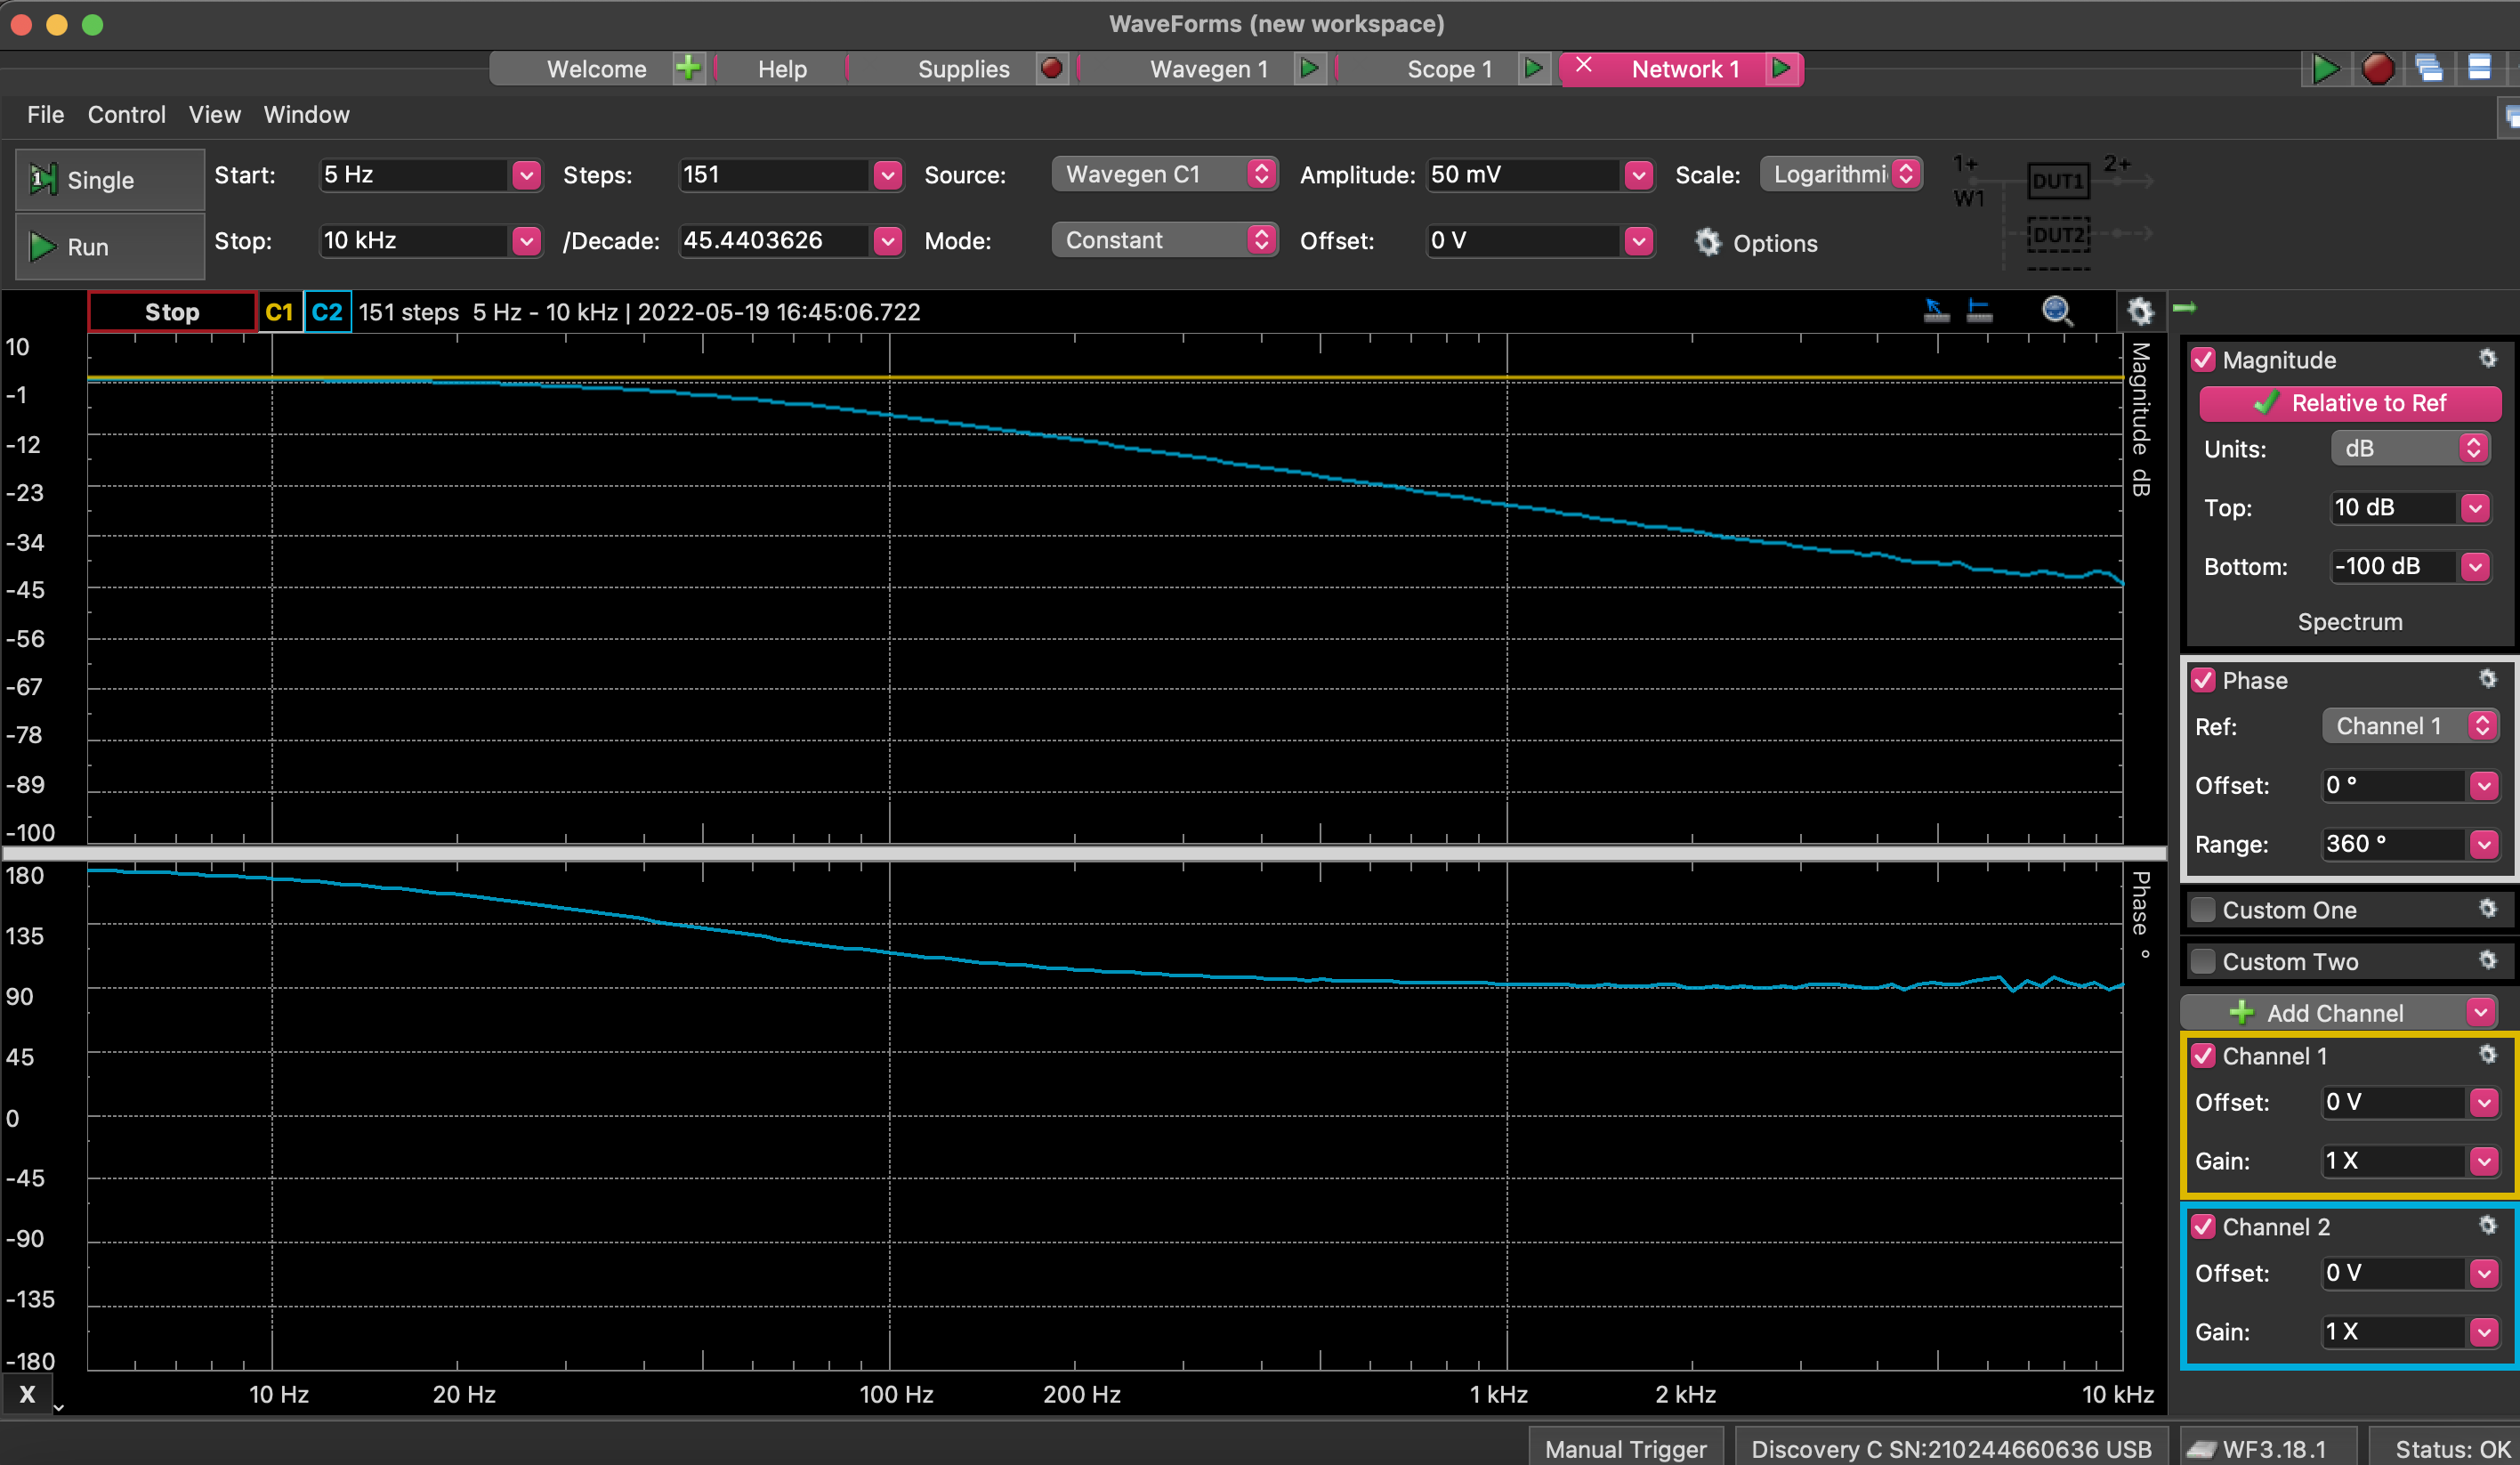 WaveForms (new workspace)
Welcome Help Supplies Wavegen 1 Scope 1 Network 1
File Control View Window
Single Start: 5 Hz Steps: 151 Source: Wavegen C1 Amplitude: 50 mV Scale: Logarithmi
1+ W1 DUT1 2+
Run Stop: 10 kHz /Decade: 45.4403626 Mode: Constant Offset: 0 V Options
DUT2
Stop C1 C2 151 steps 5 Hz - 10 kHz | 2022-05-19 16:45:06.722
10
-1
-12
-23
-34
-45
-56
-67
-78
-89
-100
Magnitude dB
180
135
90
45
0
-45
-90
-135
-180
Phase °
X 10 Hz 20 Hz 100 Hz 200 Hz 1 kHz 2 kHz 10 kHz
Magnitude
Relative to Ref
Units: dB
Top: 10 dB
Bottom: -100 dB
Spectrum
Phase
Ref: Channel 1
Offset: 0 °
Range: 360 °
Custom One
Custom Two
Add Channel
Channel 1
Offset: 0 V
Gain: 1 X
Channel 2
Offset: 0 V
Gain: 1 X
Manual Trigger Discovery C SN:210244660636 USB WF3.18.1 Status: OK